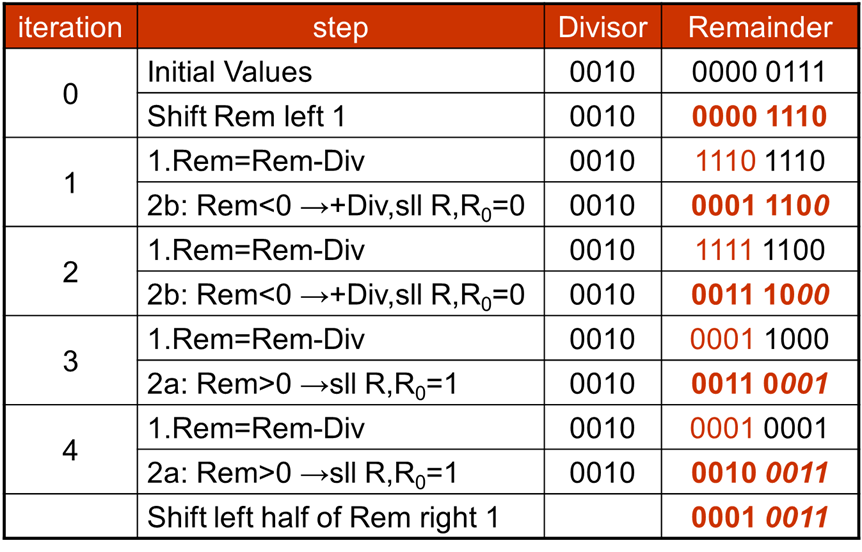 iteration step Divisor Remainder
0 Initial Values 0010 0000 0111
Shift Rem left 1 0010 0000 1110
1 1.Rem=Rem-Div 0010 1110 1110
2b: Rem<0 →+Div,sll R,R₀=0 0010 0001 1100
2 1.Rem=Rem-Div 0010 1111 1100
2b: Rem<0 →+Div,sll R,R₀=0 0010 0011 1000
3 1.Rem=Rem-Div 0010 0001 1000
2a: Rem>0 →sll R,R₀=1 0010 0011 0001
4 1.Rem=Rem-Div 0010 0001 0001
2a: Rem>0 →sll R,R₀=1 0010 0010 0011
Shift left half of Rem right 1 0001 0011